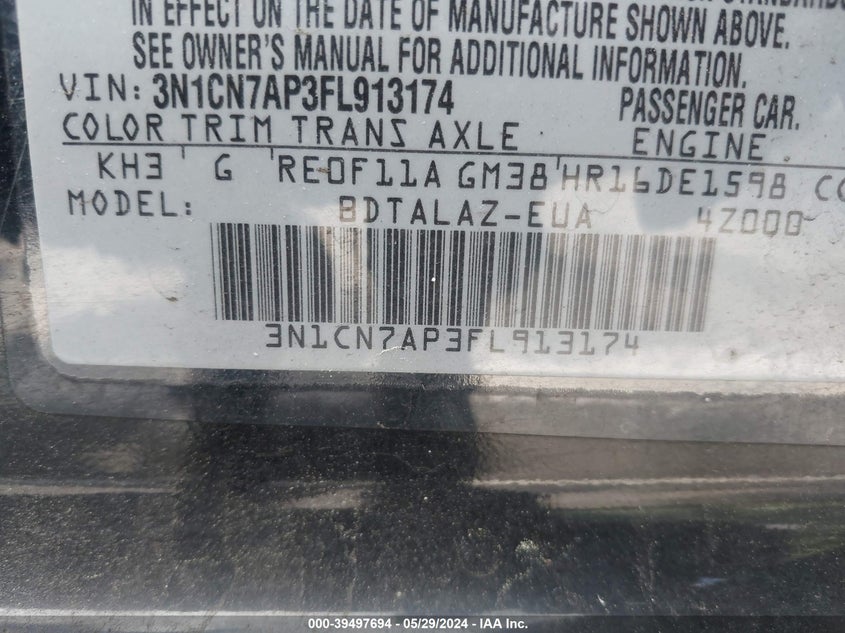 IN EFFECT ON THE DATE OF MANUFACTURE SHOWN ABOVE.
SEE OWNER'S MANUAL FOR ADDITIONAL INFORMATION.
VIN: 3N1CN7AP3FL913174 PASSENGER CAR.
COLOR TRIM TRANS AXLE ENGINE
KH3 G RE0F11A GM38 HR16DE1598 CC
MODEL: BDTALAZ-EUA 4Z000
3N1CN7AP3FL913174
000-39497694 - 05/29/2024 - IAA Inc.